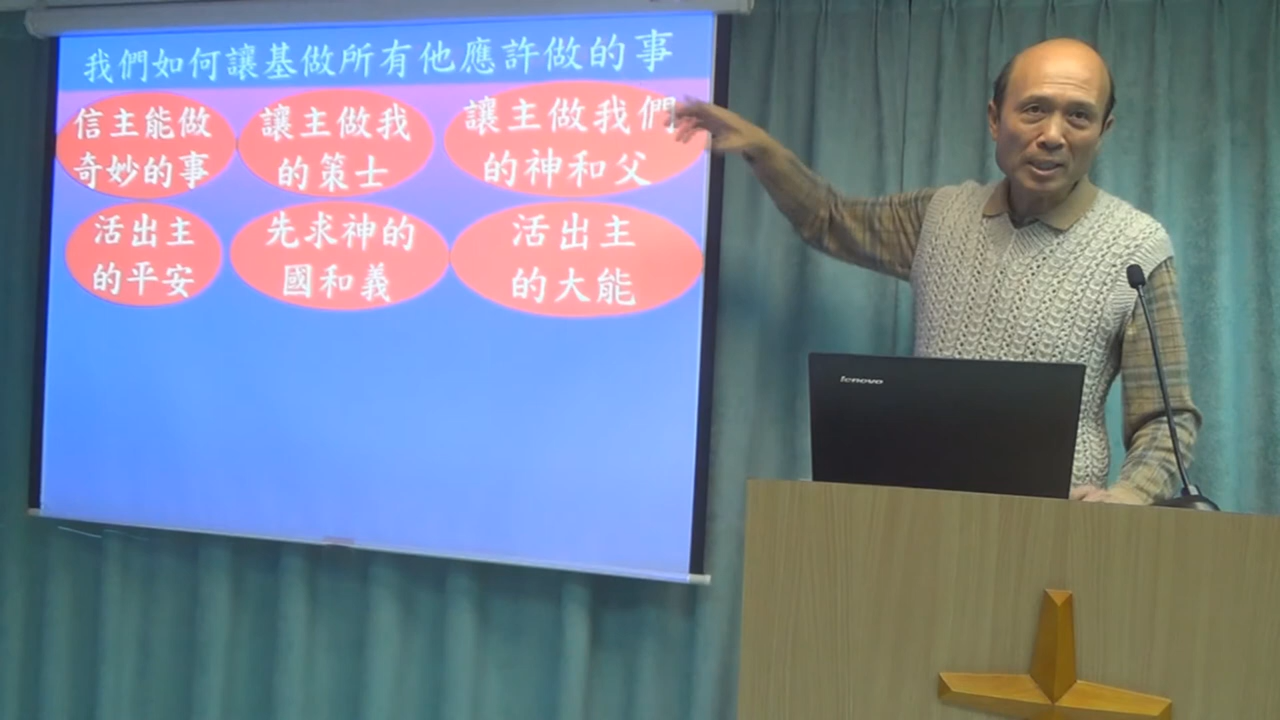 我們如何讓基做所有他應許做的事
信主能做
奇妙的事
讓主做我
的策士
讓主做我們
的神和父
活出主
的平安
先求神的
國和義
活出主
的大能
lenovo